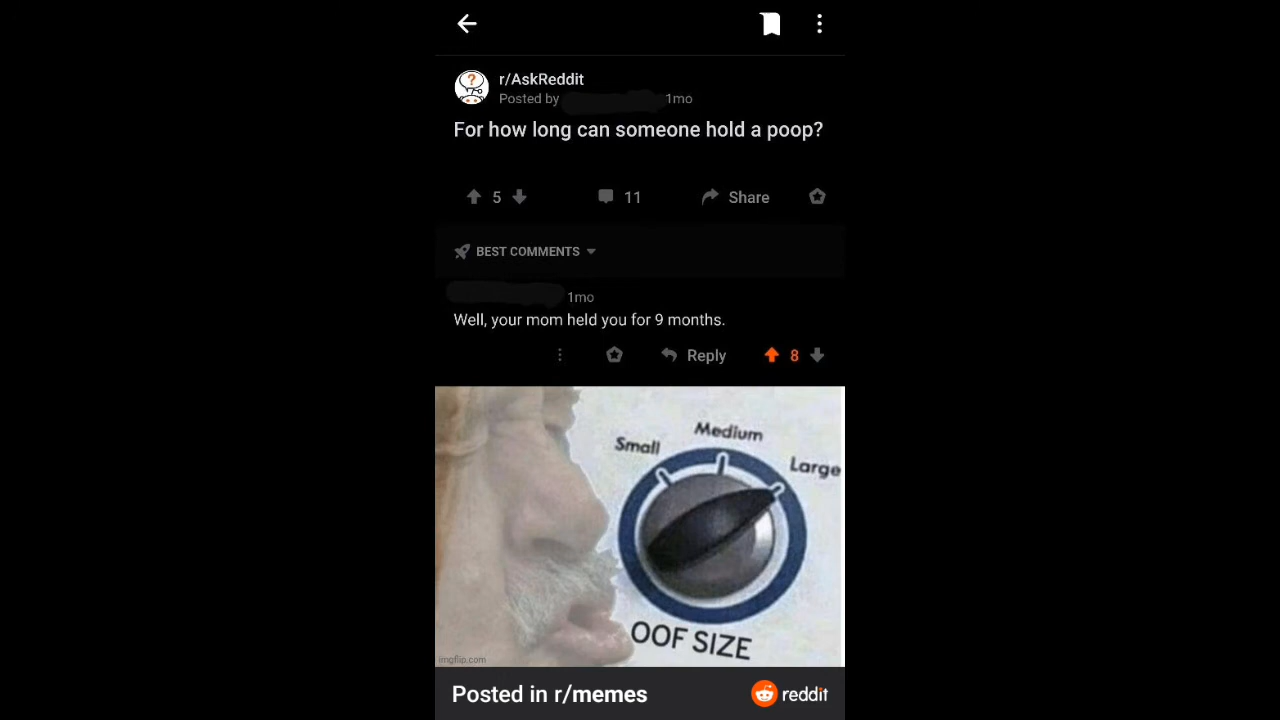 r/AskReddit
Posted by 1mo
For how long can someone hold a poop?
5 11 Share
BEST COMMENTS
1mo
Well, your mom held you for 9 months.
Reply 8
Small Medium Large
OOF SIZE
imgflip.com
Posted in r/memes reddit